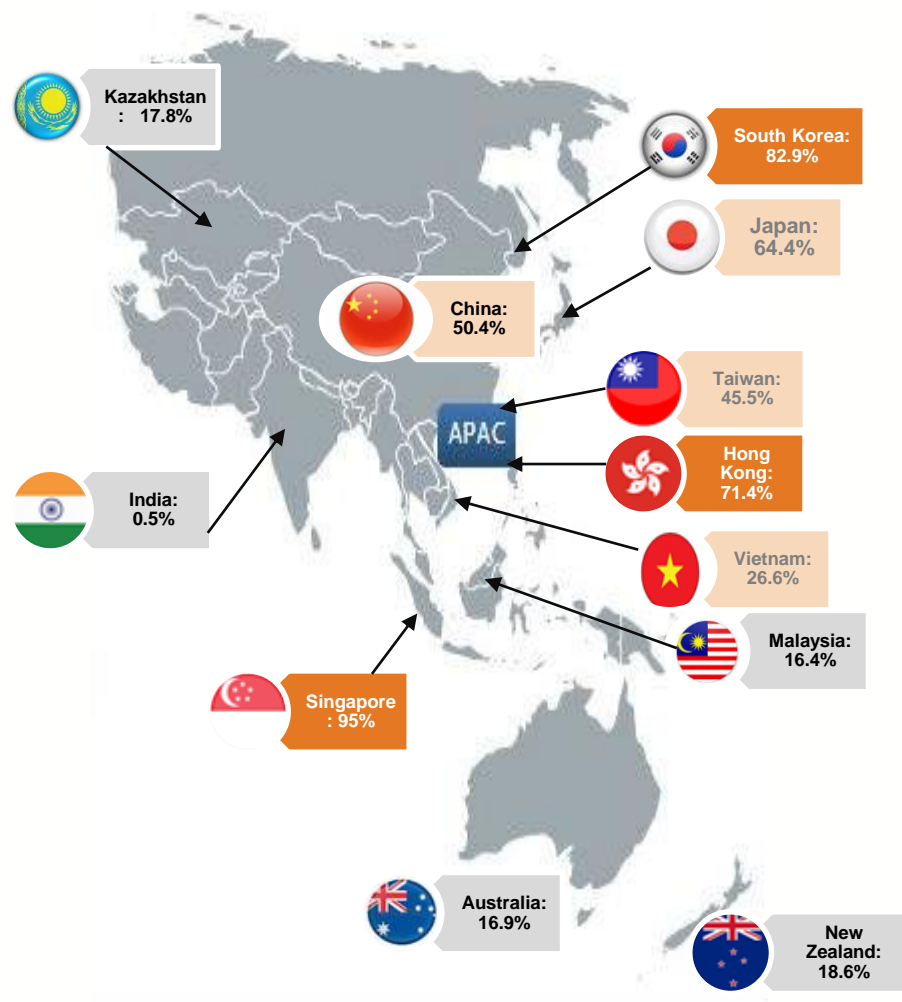 Kazakhstan
: 17.8%
South Korea:
82.9%
Japan:
64.4%
China:
50.4%
Taiwan:
45.5%
APAC
Hong
Kong:
71.4%
India:
0.5%
Vietnam:
26.6%
Malaysia:
16.4%
Singapore
: 95%
Australia:
16.9%
New
Zealand:
18.6%